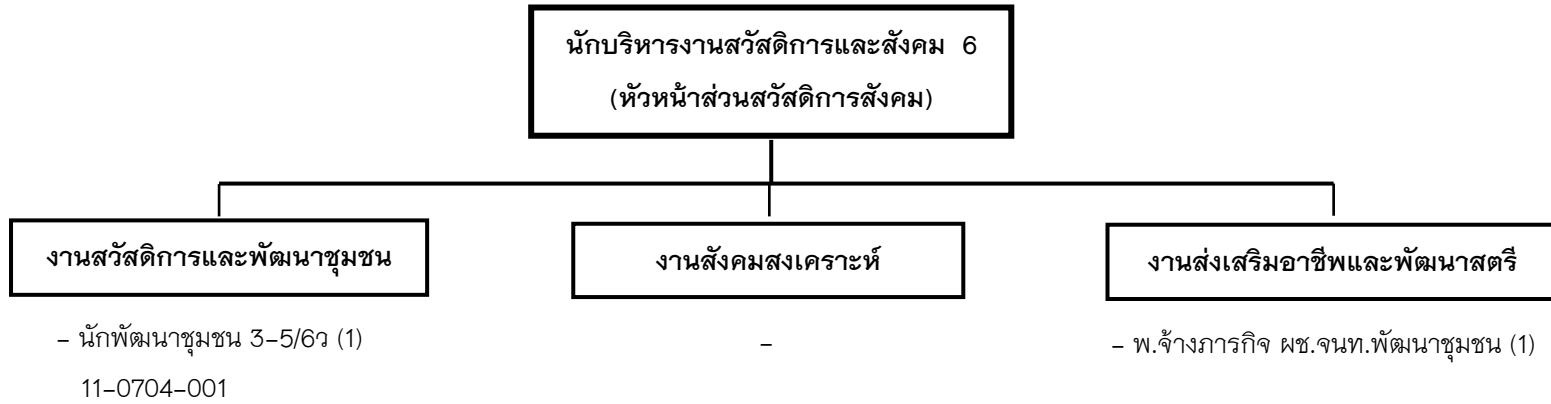 นักบริหารงานสวัสดิการและสังคม 6
(หัวหน้าส่วนสวัสดิการสังคม)
งานสวัสดิการและพัฒนาชุมชน
งานสังคมสงเคราะห์
งานส่งเสริมอาชีพและพัฒนาสตรี
- นักพัฒนาชุมชน 3-5/6ว (1)
11-0704-001
-
- พ.จ้างภารกิจ ผช.จนท.พัฒนาชุมชน (1)